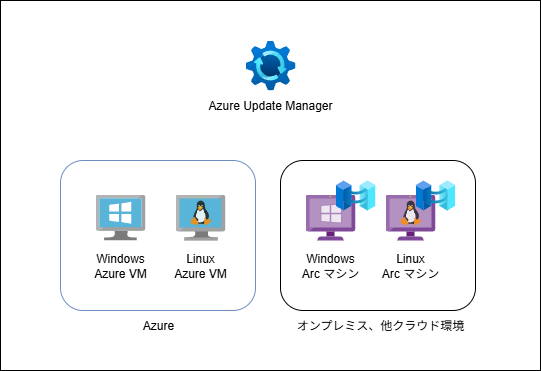 Azure Update Manager
Windows
Azure VM
Linux
Azure VM
Windows
Arc マシン
Linux
Arc マシン
Azure
オンプレミス、他クラウド環境